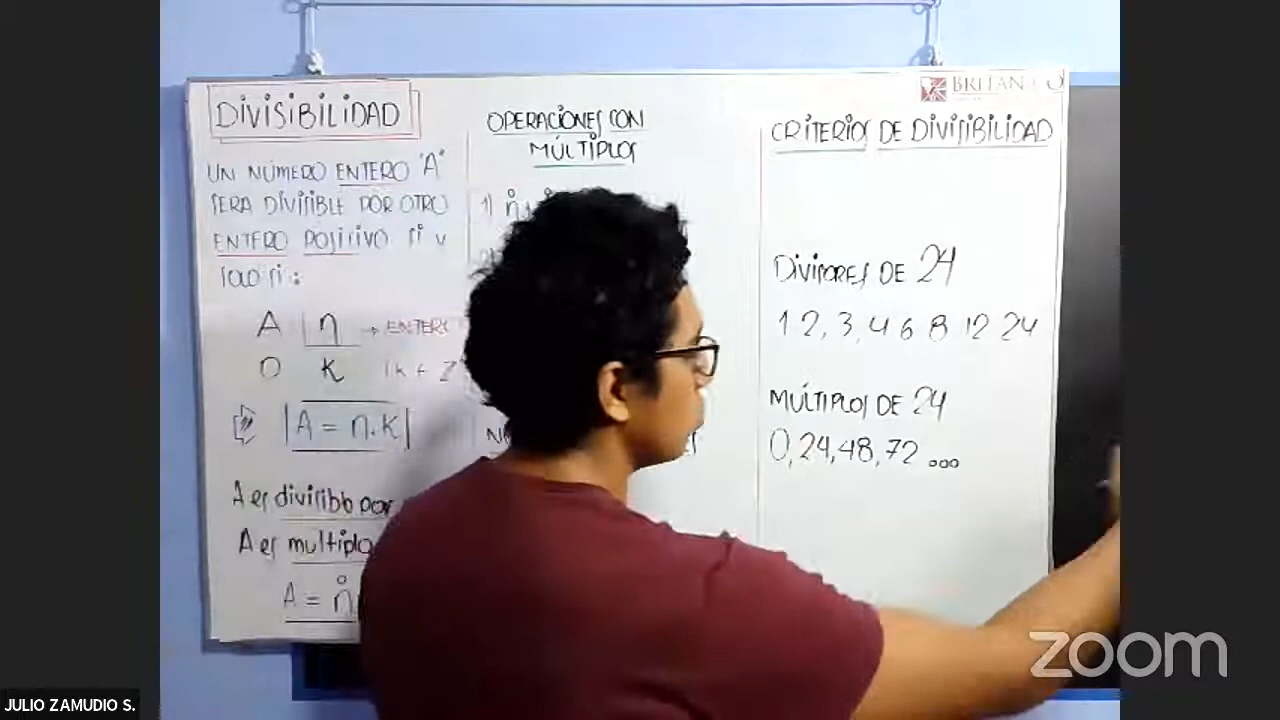 DIVISIBILIDAD
UN NÚMERO ENTERO "A"
SERA DIVISIBLE POR OTRO
ENTERO POSITIVO SI Y
SOLO SI:
A | n → ENTERO
0 K (K ∈ Z
⇒ |A = n.K|
A es divisible por
A es multiplo
A = n̊
OPERACIONES CON
MÚLTIPLOS
1) n̊
BRITANICO
CRITERIOS DE DIVISIBILIDAD
DIVISORES DE 24
1 2, 3, 4 6 8 12 24
MÚLTIPLOS DE 24
0, 24, 48, 72 ...
zoom
JULIO ZAMUDIO S.